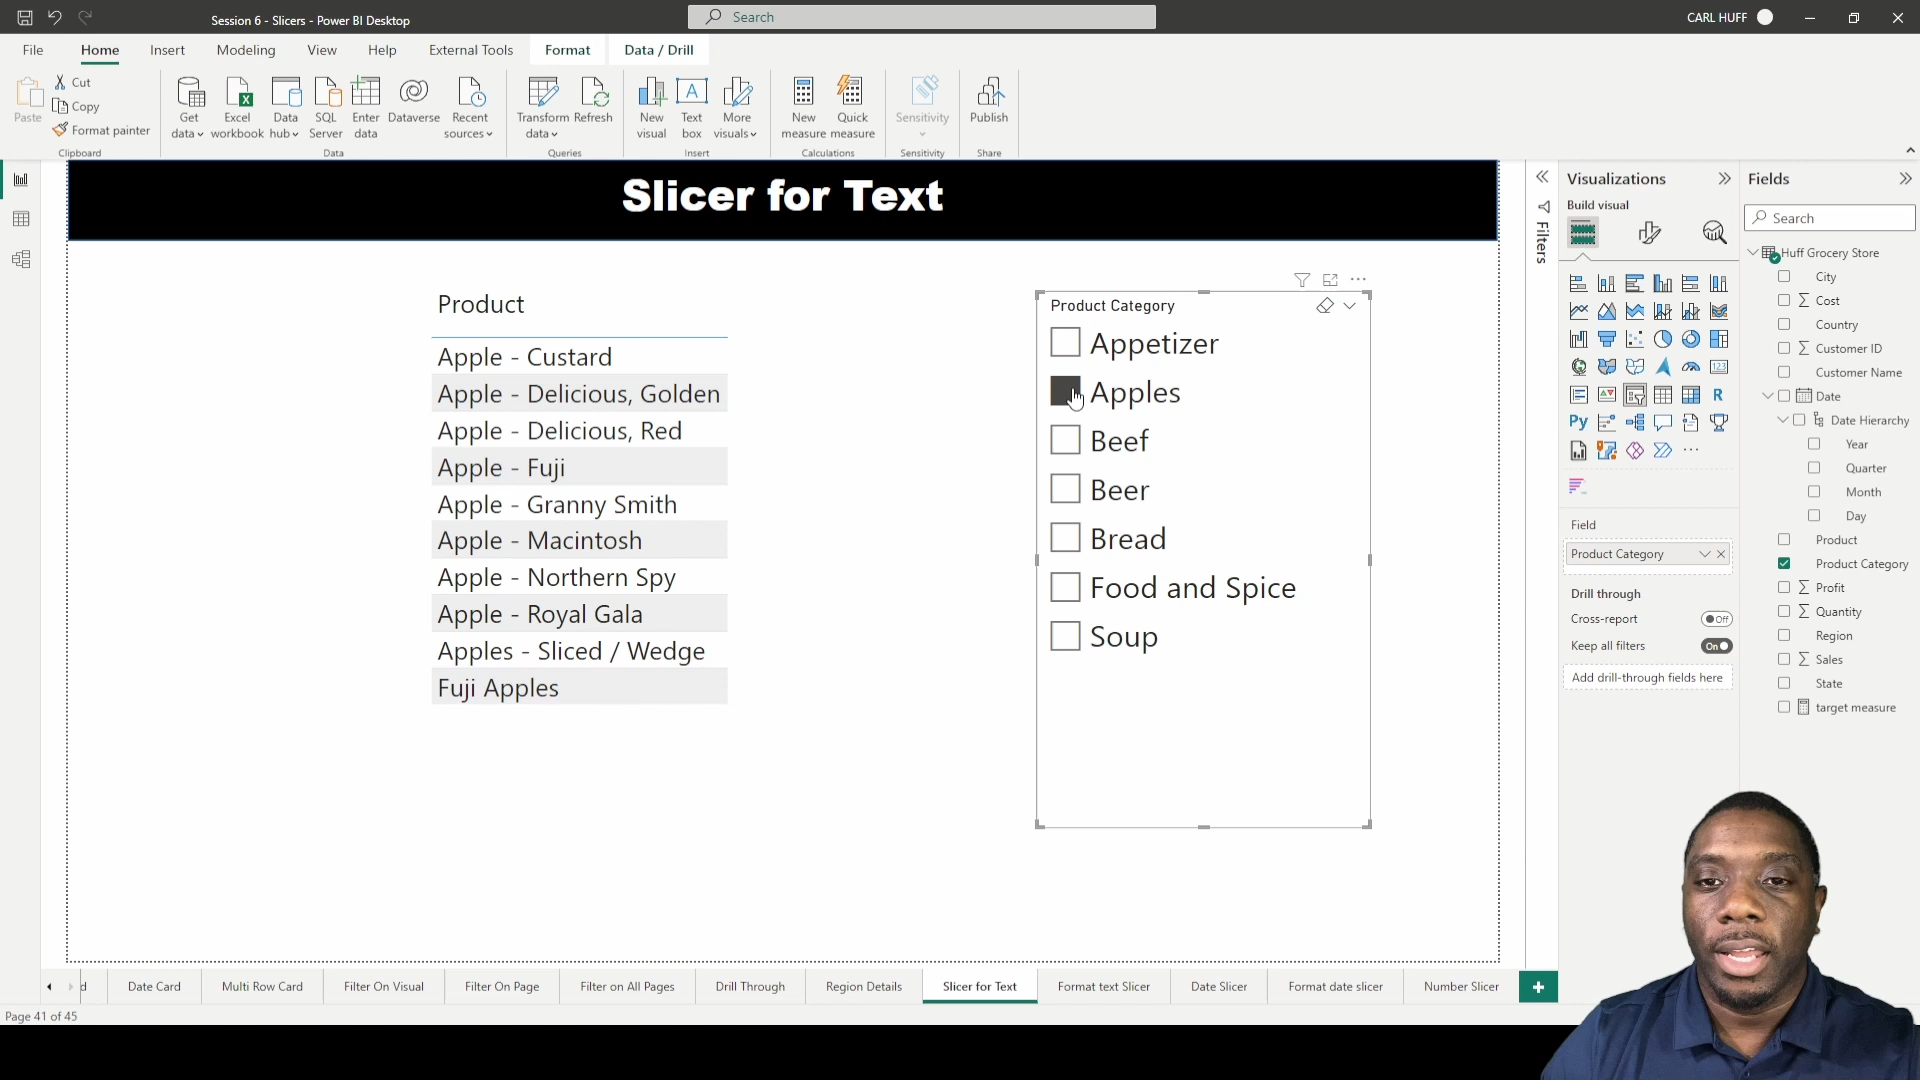 Session 6 - Slicers - Power BI Desktop
Search
CARL HUFF
File
Home
Insert
Modeling
View
Help
External Tools
Format
Data / Drill
Paste
Cut
Copy
Format painter
Clipboard
Get data
Excel workbook
Data hub
SQL Server
Enter data
Dataverse
Recent sources
Data
Transform data
Refresh
Queries
New visual
Text box
More visuals
Insert
New measure
Quick measure
Calculations
Sensitivity
Sensitivity
Publish
Share
Slicer for Text
Product
Apple - Custard
Apple - Delicious, Golden
Apple - Delicious, Red
Apple - Fuji
Apple - Granny Smith
Apple - Macintosh
Apple - Northern Spy
Apple - Royal Gala
Apples - Sliced / Wedge
Fuji Apples
Product Category
Appetizer
Apples
Beef
Beer
Bread
Food and Spice
Soup
Filters
Visualizations
Build visual
R
Py
123
Field
Product Category
Drill through
Cross-report
Off
Keep all filters
On
Add drill-through fields here
Fields
Search
Huff Grocery Store
City
Cost
Country
Customer ID
Customer Name
Date
Date Hierarchy
Year
Quarter
Month
Day
Product
Product Category
Profit
Quantity
Region
Sales
State
target measure
d
Date Card
Multi Row Card
Filter On Visual
Filter On Page
Filter on All Pages
Drill Through
Region Details
Slicer for Text
Format text Slicer
Date Slicer
Format date slicer
Number Slicer
Page 41 of 45